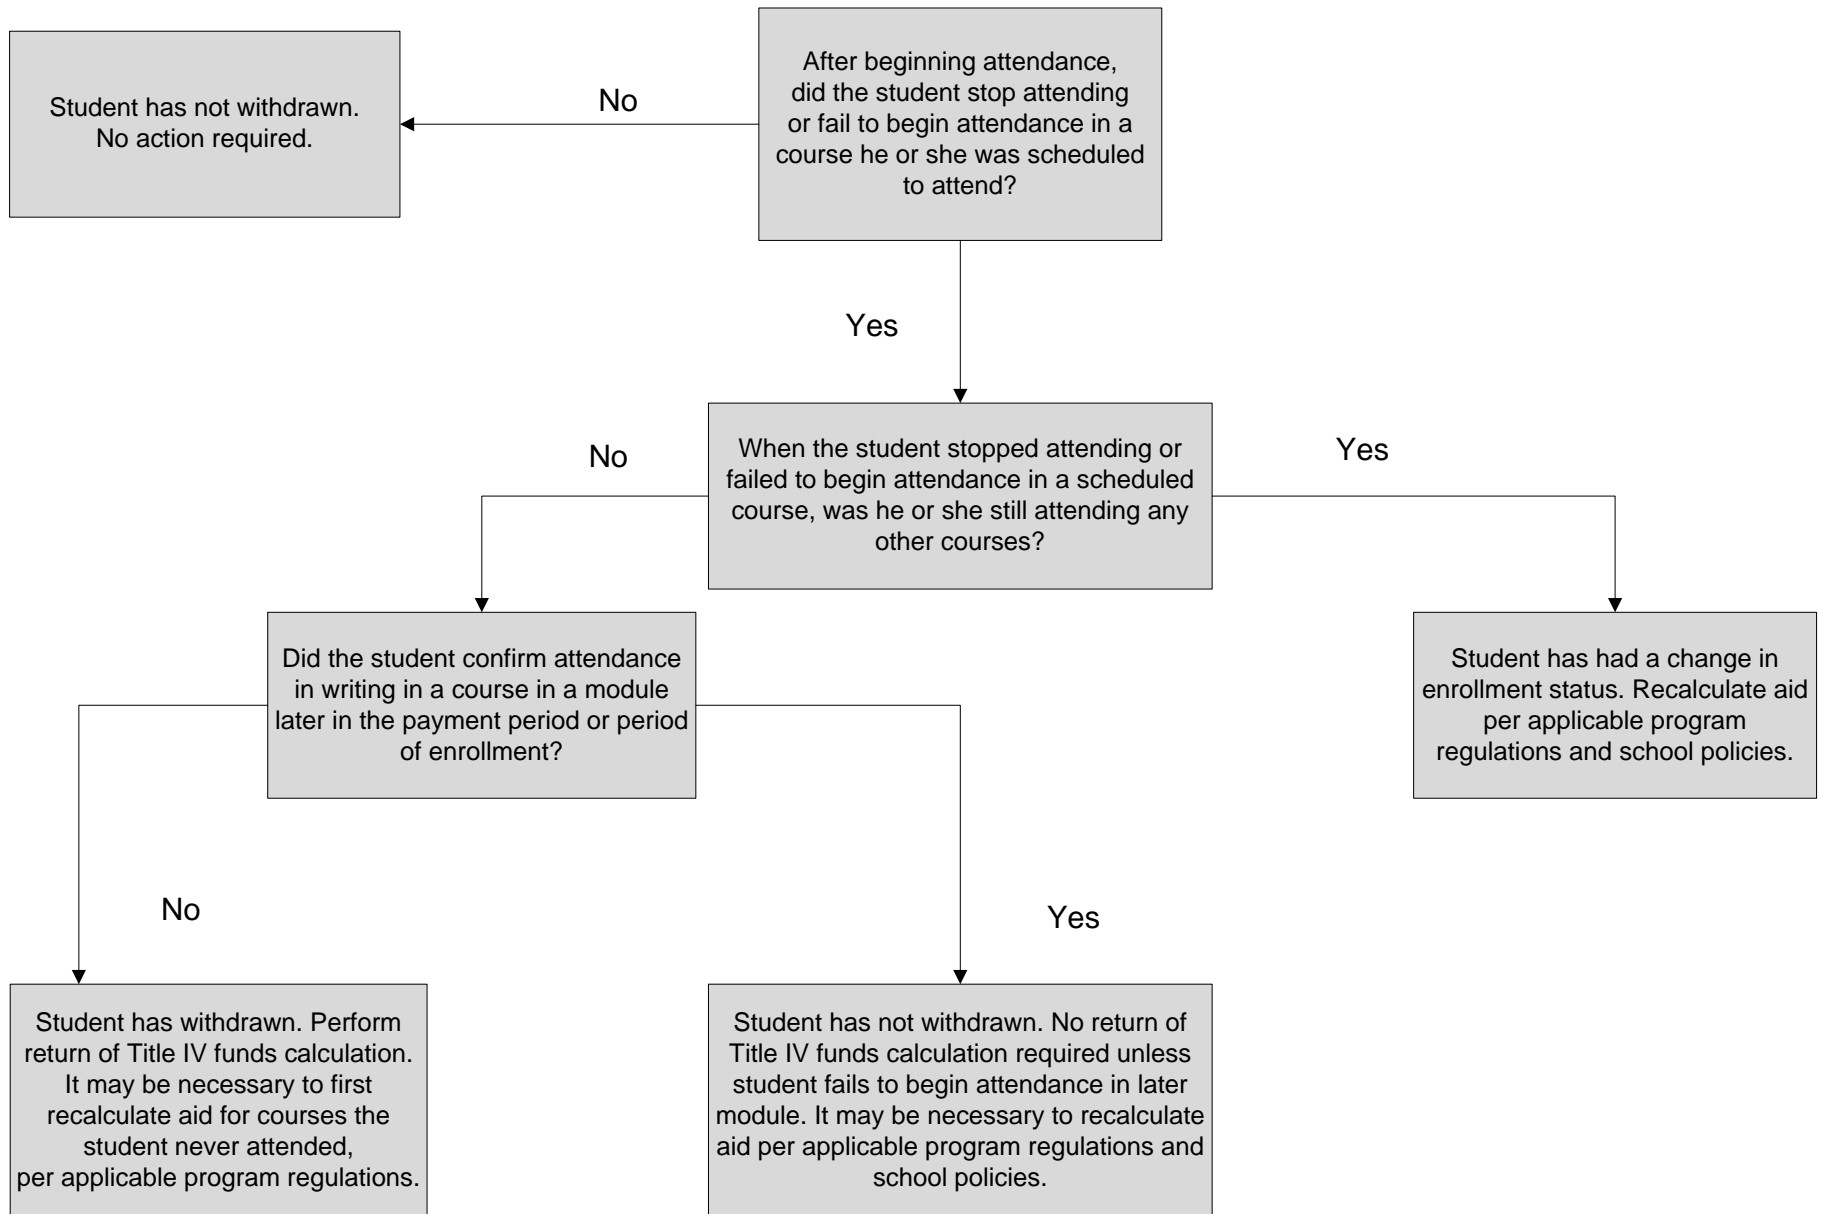 After beginning attendance,
did the student stop attending
or fail to begin attendance in a
course he or she was scheduled
to attend?
No
Student has not withdrawn.
No action required.
Yes
When the student stopped attending or
failed to begin attendance in a scheduled
course, was he or she still attending any
other courses?
No
Yes
Did the student confirm attendance
in writing in a course in a module
later in the payment period or period
of enrollment?
Student has had a change in
enrollment status. Recalculate aid
per applicable program
regulations and school policies.
No
Yes
Student has withdrawn. Perform
return of Title IV funds calculation.
It may be necessary to first
recalculate aid for courses the
student never attended,
per applicable program regulations.
Student has not withdrawn. No return of
Title IV funds calculation required unless
student fails to begin attendance in later
module. It may be necessary to recalculate
aid per applicable program regulations and
school policies.